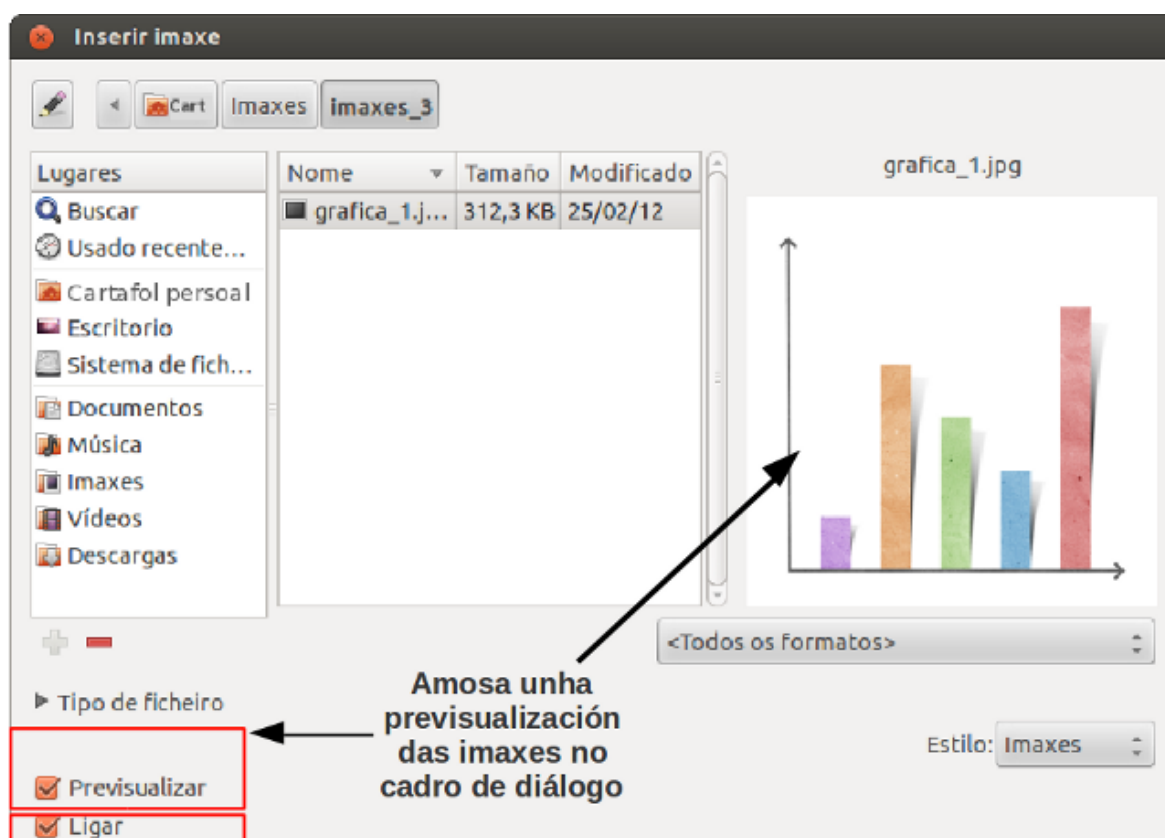 Inserir imaxe
Cart
Imaxes
imaxes_3
Lugares
Buscar
Usado recente...
Cartafol persoal
Escritorio
Sistema de fich...
Documentos
Música
Imaxes
Vídeos
Descargas
Nome Tamaño Modificado
grafica_1.j... 312,3 KB 25/02/12
grafica_1.jpg
<Todos os formatos>
Tipo de ficheiro
Amosa unha
previsualización
das imaxes no
cadro de diálogo
Estilo: Imaxes
Previsualizar
Ligar